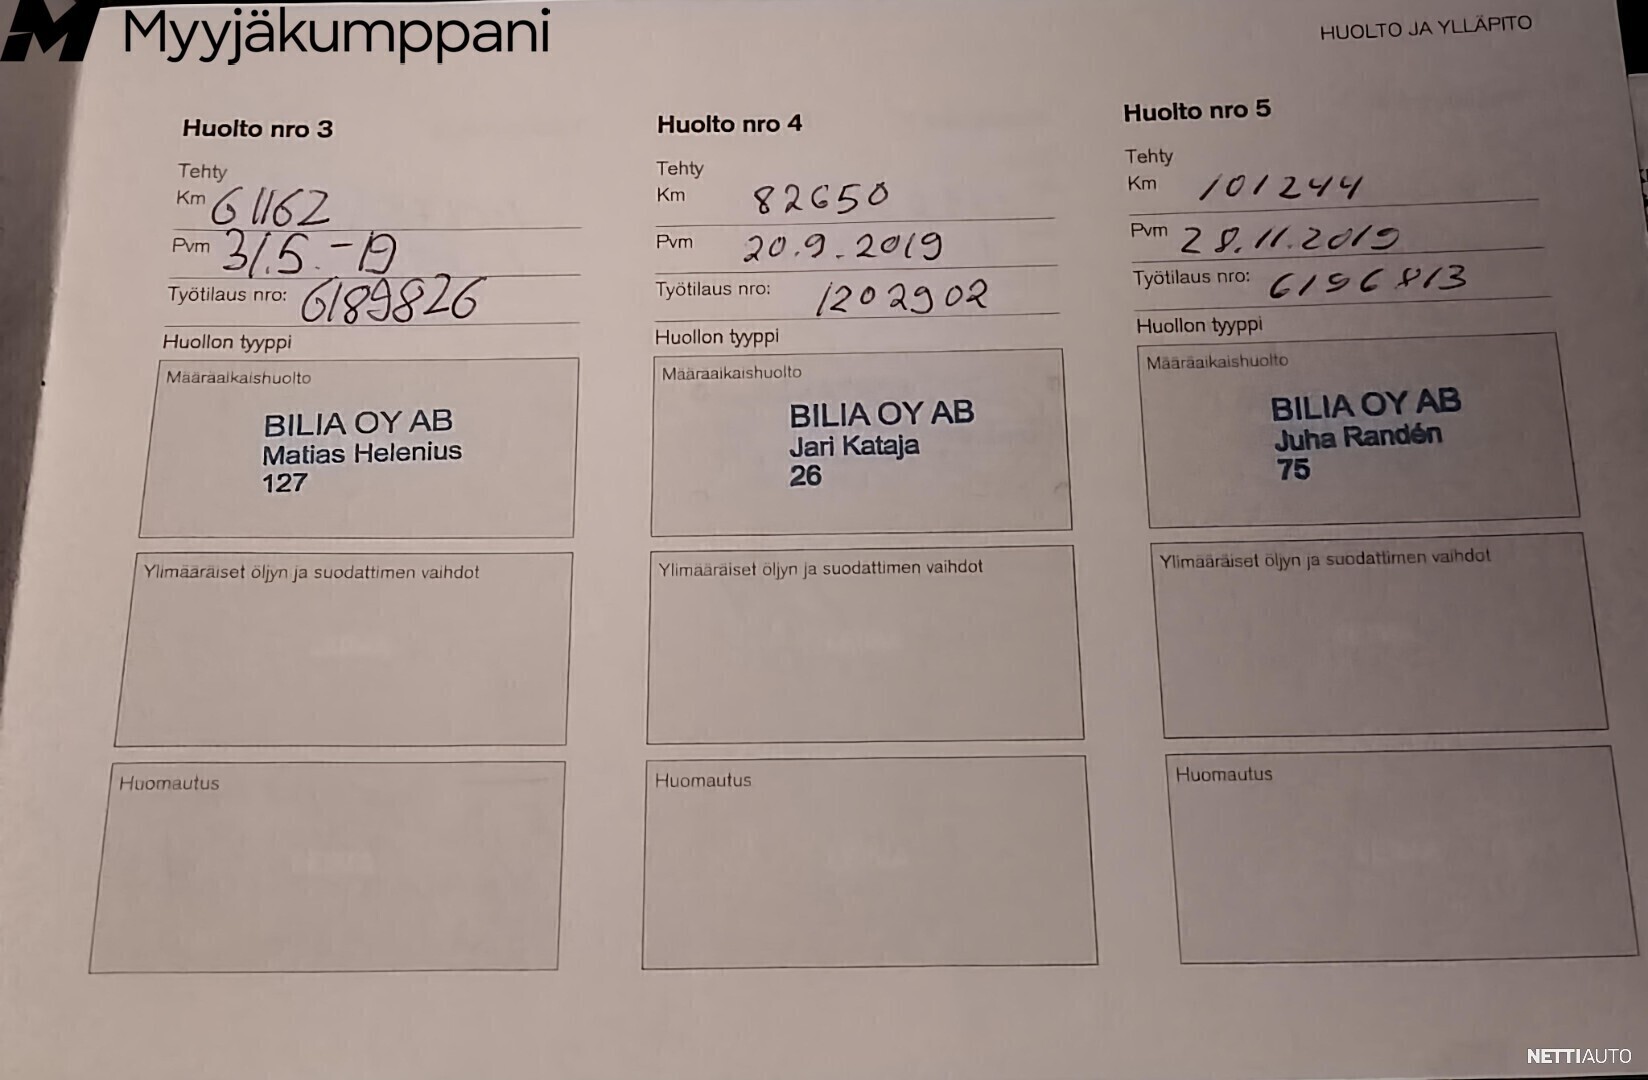 Myyjäkumppani
HUOLTO JA YLLÄPITO
Huolto nro 3
Tehty
Km 61162
Pvm 31.5.-19
Työtilaus nro: 6189826
Huollon tyyppi
Määräaikaishuolto
BILIA OY AB
Matias Helenius
127
Ylimääräiset öljyn ja suodattimen vaihdot
Huomautus
Huolto nro 4
Tehty
Km 82650
Pvm 20.9.2019
Työtilaus nro: 1202902
Huollon tyyppi
Määräaikaishuolto
BILIA OY AB
Jari Kataja
26
Ylimääräiset öljyn ja suodattimen vaihdot
Huomautus
Huolto nro 5
Tehty
Km 101244
Pvm 28.11.2019
Työtilaus nro: 6196813
Huollon tyyppi
Määräaikaishuolto
BILIA OY AB
Juha Randén
75
Ylimääräiset öljyn ja suodattimen vaihdot
Huomautus
NETTIAUTO